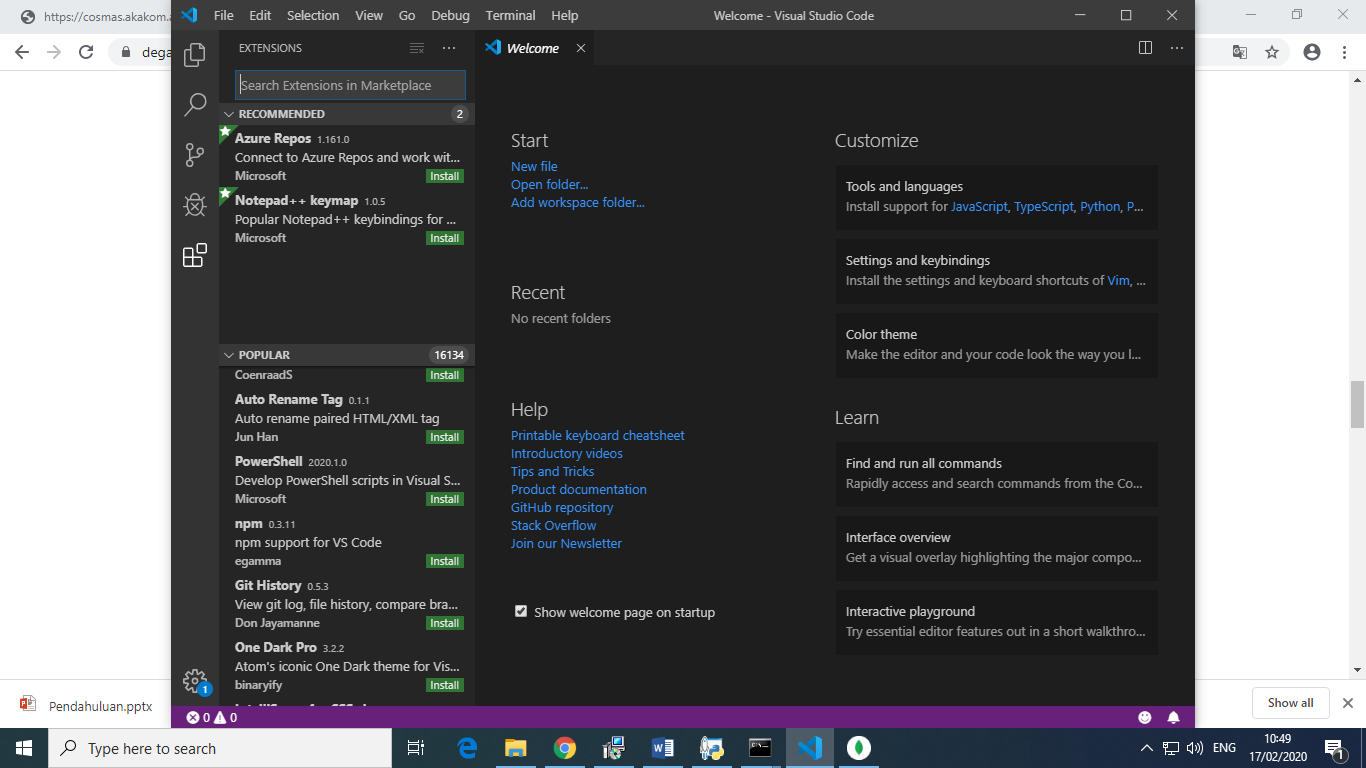 https://cosmas.akakom.a
File Edit Selection View Go Debug Terminal Help
Welcome - Visual Studio Code
dega
EXTENSIONS
Search Extensions in Marketplace
RECOMMENDED 2
Azure Repos 1.161.0
Connect to Azure Repos and work wit...
Microsoft Install
Notepad++ keymap 1.0.5
Popular Notepad++ keybindings for ...
Microsoft Install
POPULAR 16134
CoenraadS Install
Auto Rename Tag 0.1.1
Auto rename paired HTML/XML tag
Jun Han Install
PowerShell 2020.1.0
Develop PowerShell scripts in Visual S...
Microsoft Install
npm 0.3.11
npm support for VS Code
egamma Install
Git History 0.5.3
View git log, file history, compare bra...
Don Jayamanne Install
One Dark Pro 3.2.2
Atom's iconic One Dark theme for Vis...
binaryify Install
Welcome
Start
New file
Open folder...
Add workspace folder...
Recent
No recent folders
Help
Printable keyboard cheatsheet
Introductory videos
Tips and Tricks
Product documentation
GitHub repository
Stack Overflow
Join our Newsletter
Show welcome page on startup
Customize
Tools and languages
Install support for JavaScript, TypeScript, Python, P...
Settings and keybindings
Install the settings and keyboard shortcuts of Vim, ...
Color theme
Make the editor and your code look the way you l...
Learn
Find and run all commands
Rapidly access and search commands from the Co...
Interface overview
Get a visual overlay highlighting the major compo...
Interactive playground
Try essential editor features out in a short walkthro...
1
0 0
Pendahuluan.pptx
Show all
Type here to search
ENG
10:49
17/02/2020
1